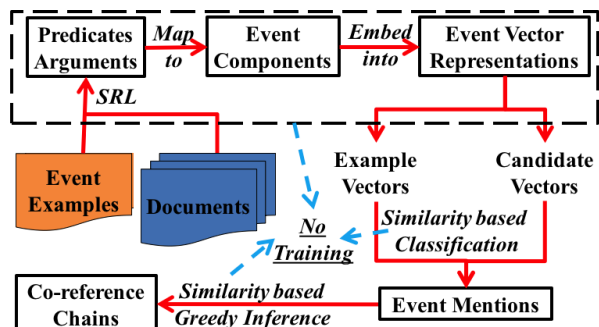 Predicates
Arguments
Map
to
Event
Components
Embed
into
Event Vector
Representations
SRL
Event
Examples
Documents
Example
Vectors
Candidate
Vectors
No
Training
Similarity based
Classification
Co-reference
Chains
Similarity based
Greedy Inference
Event Mentions